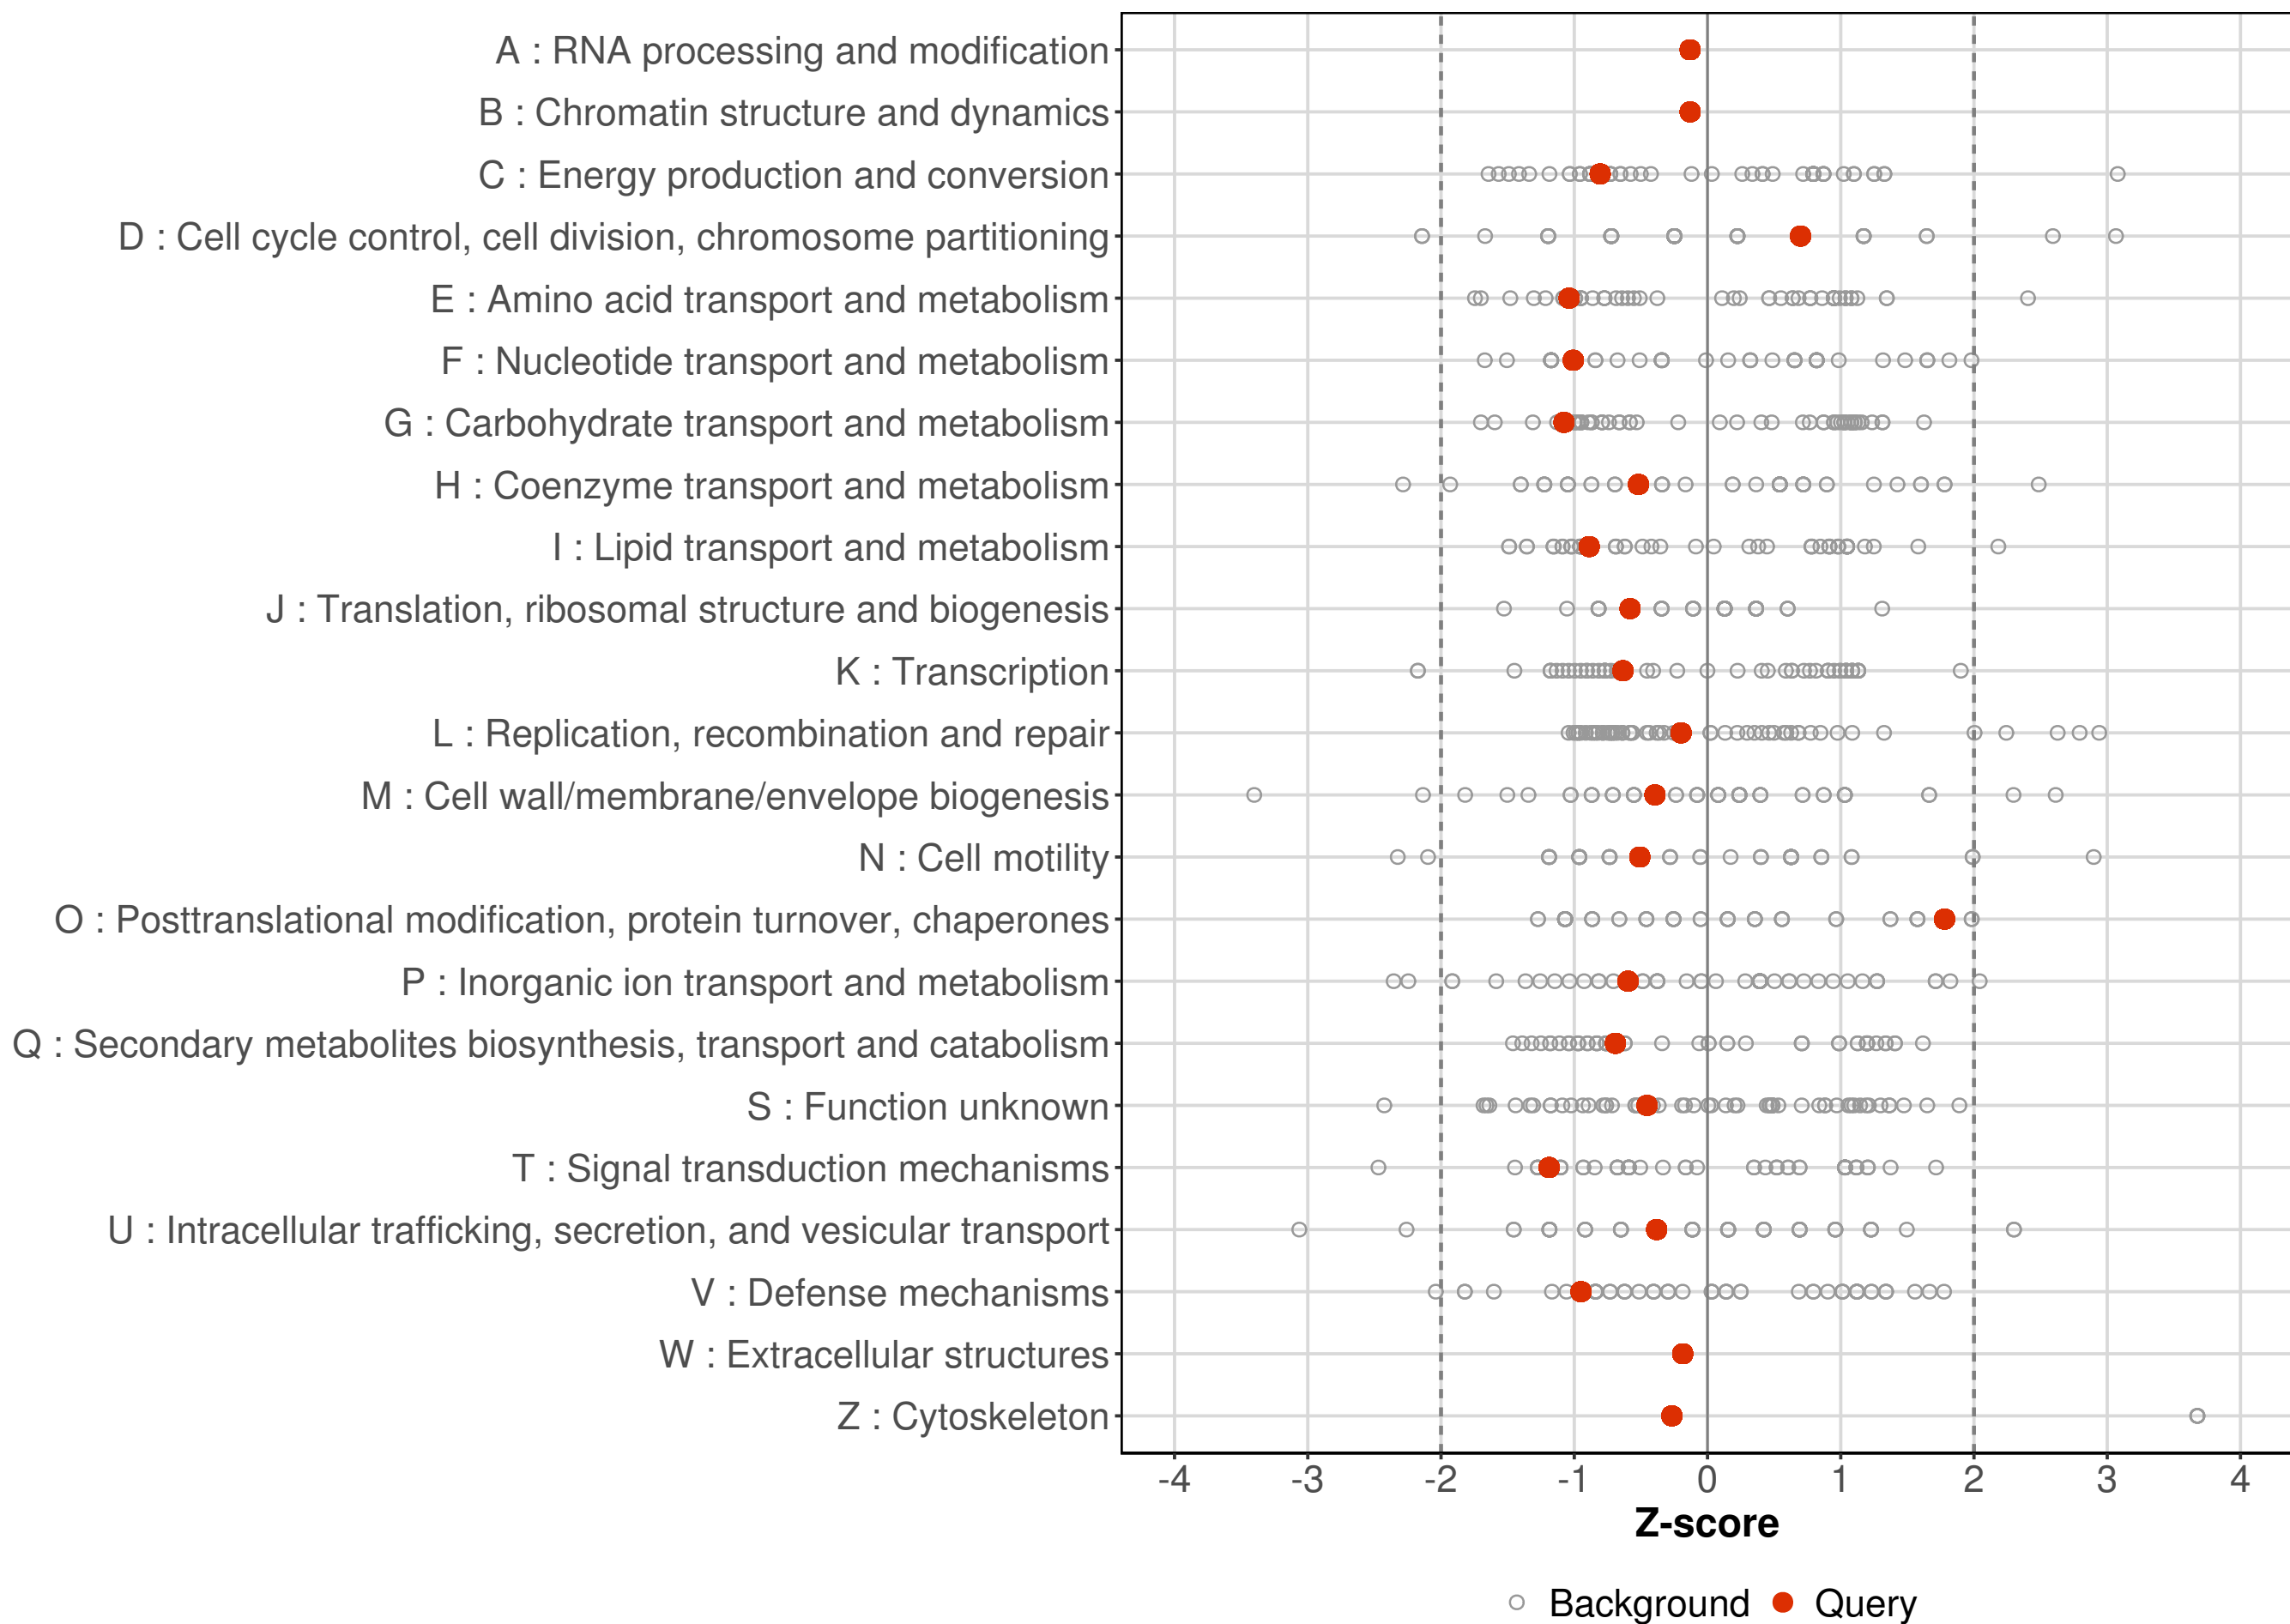 A : RNA processing and modification
B : Chromatin structure and dynamics
C : Energy production and conversion
D : Cell cycle control, cell division, chromosome partitioning
E : Amino acid transport and metabolism
F : Nucleotide transport and metabolism
G : Carbohydrate transport and metabolism
H : Coenzyme transport and metabolism
I : Lipid transport and metabolism
J : Translation, ribosomal structure and biogenesis
K : Transcription
L : Replication, recombination and repair
M : Cell wall/membrane/envelope biogenesis
N : Cell motility
O : Posttranslational modification, protein turnover, chaperones
P : Inorganic ion transport and metabolism
Q : Secondary metabolites biosynthesis, transport and catabolism
S : Function unknown
T : Signal transduction mechanisms
U : Intracellular trafficking, secretion, and vesicular transport
V : Defense mechanisms
W : Extracellular structures
Z : Cytoskeleton
-4 -3 -2 -1 0 1 2 3 4
Z-score
Background Query